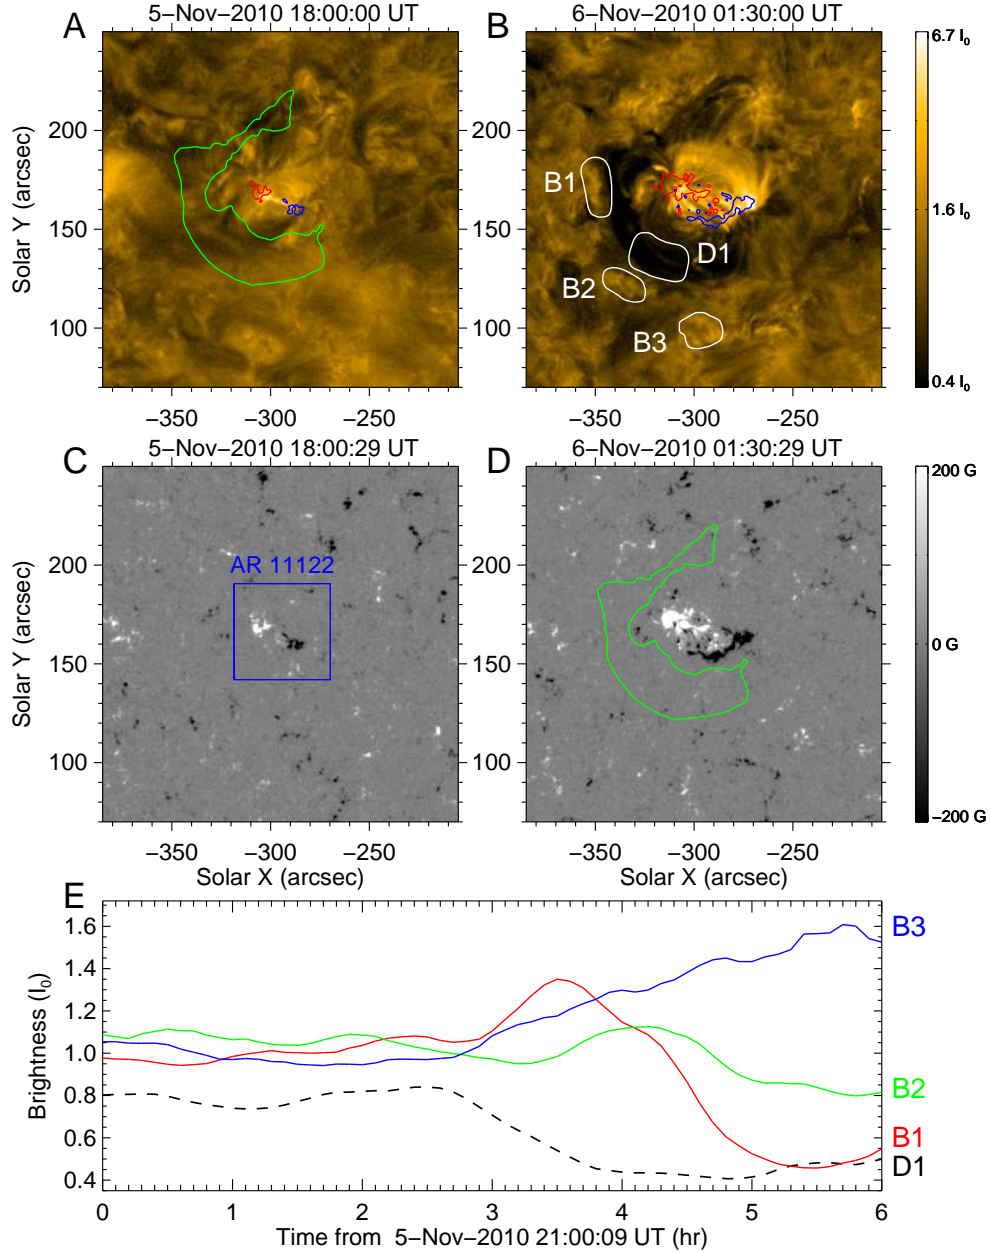 A
5-Nov-2010 18:00:00 UT
B
6-Nov-2010 01:30:00 UT
Solar Y (arcsec)
200
150
100
-350
-300
-250
200
150
100
B1
D1
B2
B3
-350
-300
-250
6.7 I0
1.6 I0
0.4 I0
C
5-Nov-2010 18:00:29 UT
D
6-Nov-2010 01:30:29 UT
Solar Y (arcsec)
200
150
100
AR 11122
-350
-300
-250
Solar X (arcsec)
200
150
100
-350
-300
-250
Solar X (arcsec)
200 G
0 G
-200 G
E
Brightness (I0)
1.6
1.4
1.2
1.0
0.8
0.6
0.4
B3
B2
B1
D1
0
1
2
3
4
5
6
Time from 5-Nov-2010 21:00:09 UT (hr)